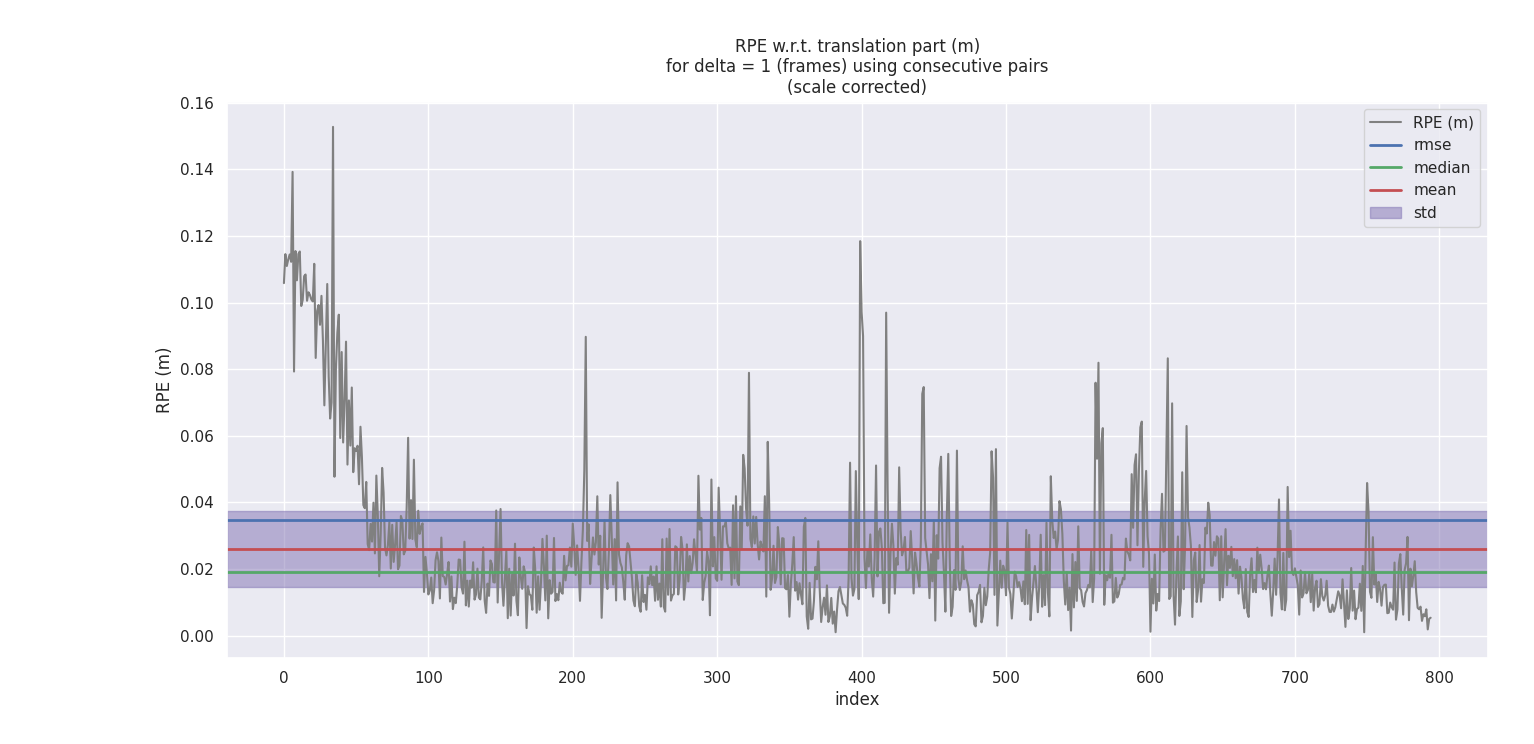 RPE w.r.t. translation part (m)
for delta = 1 (frames) using consecutive pairs
(scale corrected)
RPE (m)
0.16
0.14
0.12
0.10
0.08
0.06
0.04
0.02
0.00
RPE (m)
rmse
median
mean
std
0 100 200 300 400 500 600 700 800
index